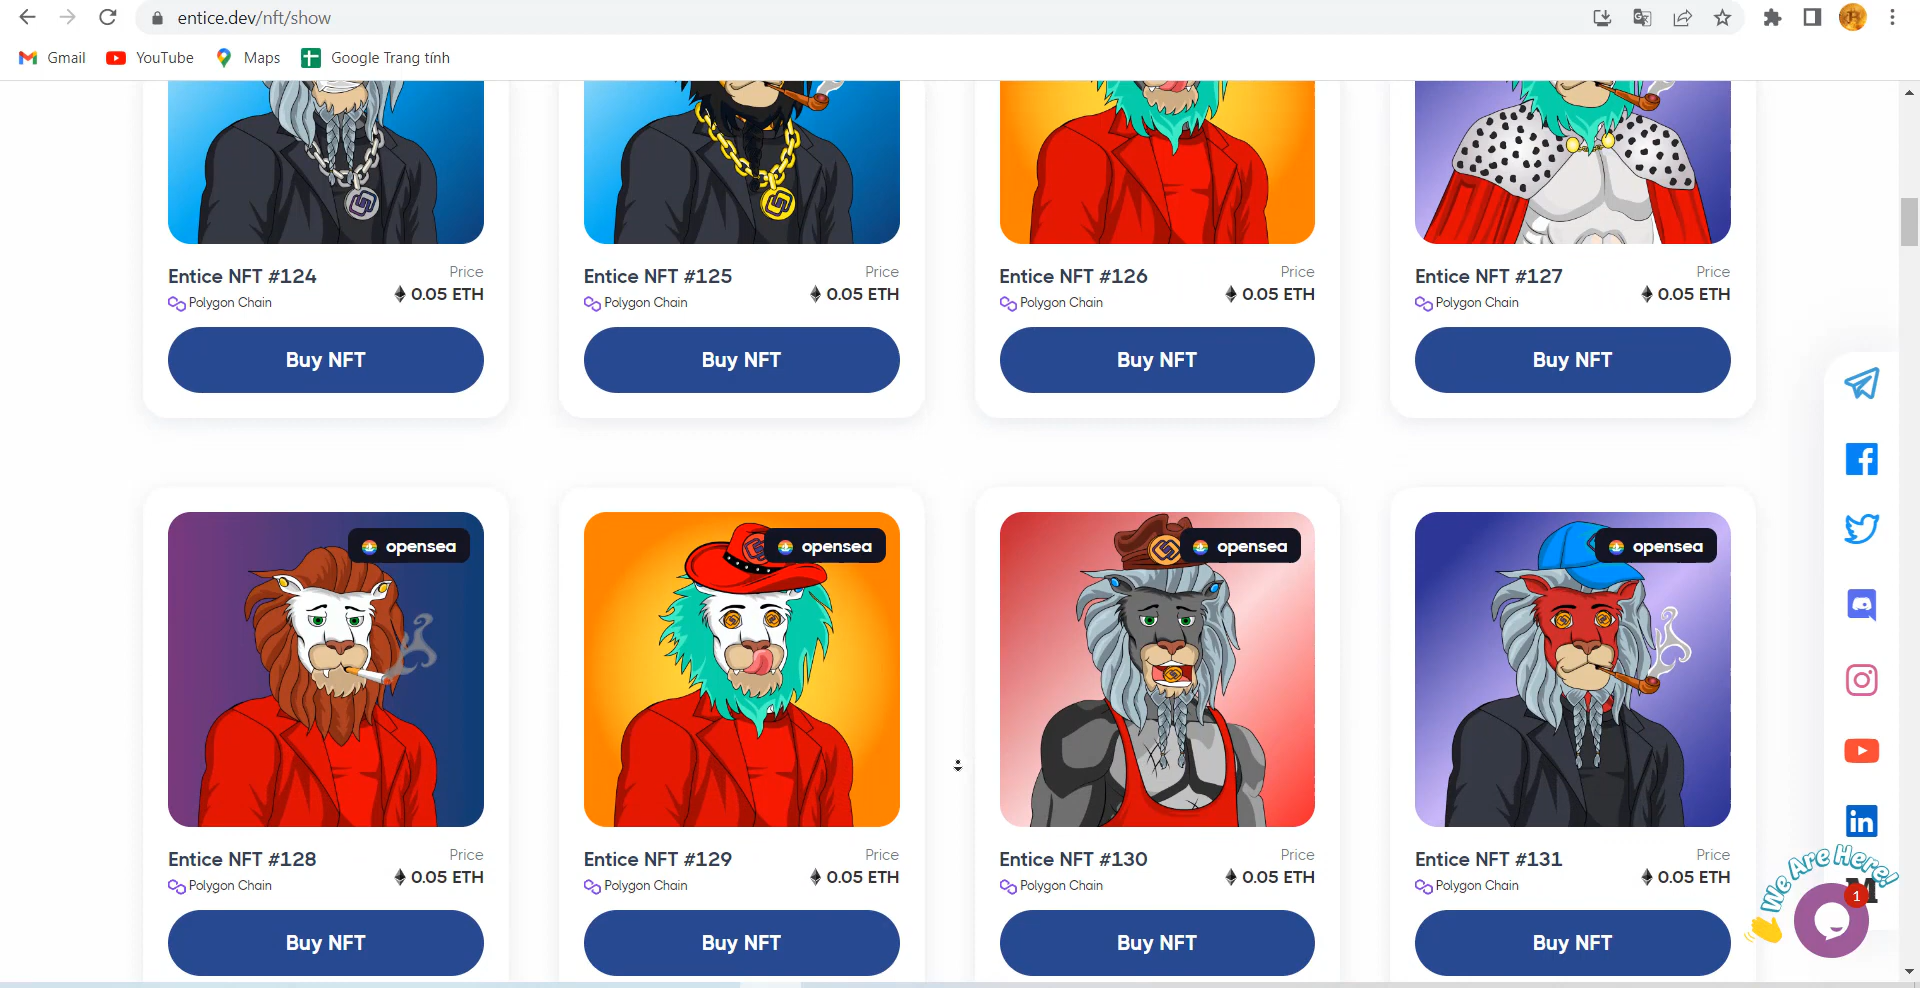 entice.dev/nft/show
Gmail YouTube Maps Google Trang tính
Entice NFT #124 Price
Polygon Chain 0.05 ETH
Buy NFT
Entice NFT #125 Price
Polygon Chain 0.05 ETH
Buy NFT
Entice NFT #126 Price
Polygon Chain 0.05 ETH
Buy NFT
Entice NFT #127 Price
Polygon Chain 0.05 ETH
Buy NFT
opensea
Entice NFT #128 Price
Polygon Chain 0.05 ETH
Buy NFT
opensea
Entice NFT #129 Price
Polygon Chain 0.05 ETH
Buy NFT
opensea
Entice NFT #130 Price
Polygon Chain 0.05 ETH
Buy NFT
opensea
Entice NFT #131 Price
Polygon Chain 0.05 ETH
Buy NFT
in
We Are Here!
M
1